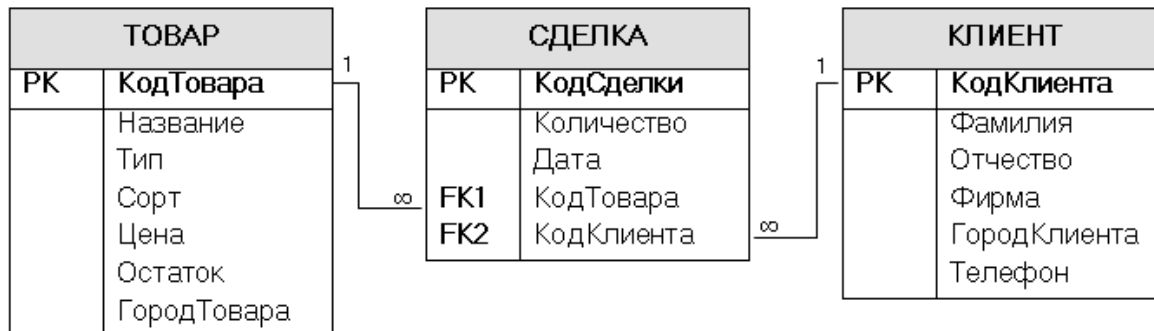 ТОВАР
PK КодТовара
Название
Тип
Сорт
Цена
Остаток
ГородТовара
1
∞
СДЕЛКА
PK КодСделки
Количество
Дата
FK1 КодТовара
FK2 КодКлиента
1
∞
КЛИЕНТ
PK КодКлиента
Фамилия
Отчество
Фирма
ГородКлиента
Телефон